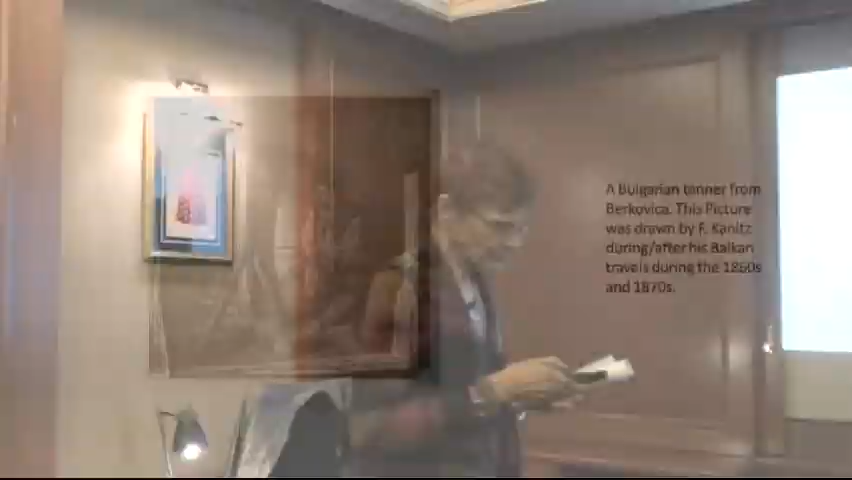 A Bulgarian tanner from
Berkovica. This Picture
was drawn by F. Kanitz
during/after his Balkan
travels during the 1860s
and 1870s.